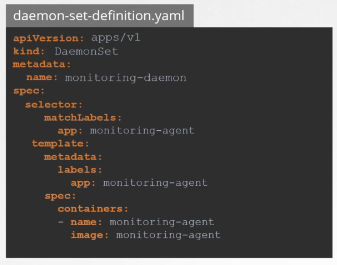 daemon-set-definition.yaml
apiVersion: apps/v1
kind: DaemonSet
metadata:
  name: monitoring-daemon
spec:
  selector:
    matchLabels:
      app: monitoring-agent
   template:
    metadata:
      labels:
        app: monitoring-agent
    spec:
      containers:
      - name: monitoring-agent
        image: monitoring-agent